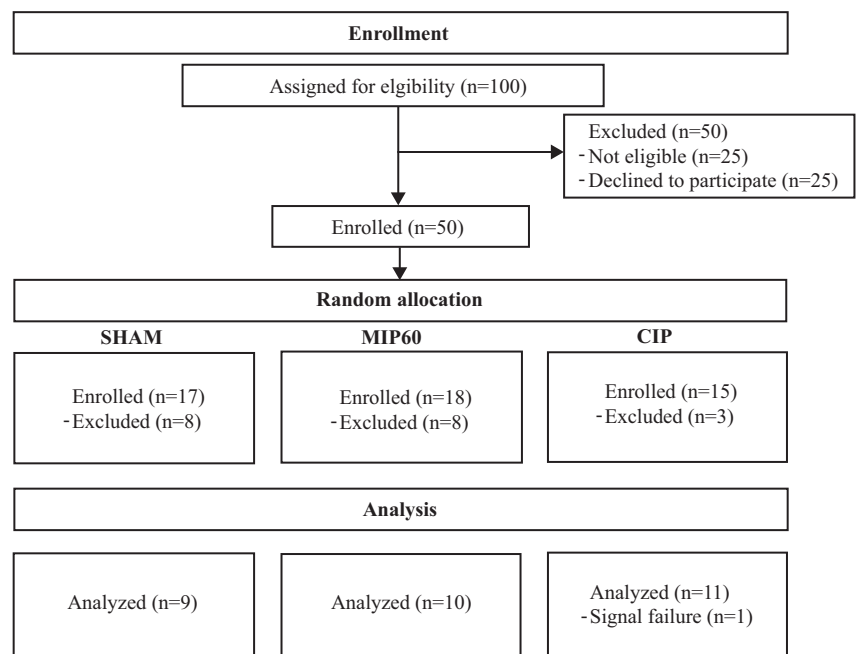 Enrollment
Assigned for elgibility (n=100)
Excluded (n=50)
-Not eligible (n=25)
-Declined to participate (n=25)
Enrolled (n=50)
Random allocation
SHAM
MIP60
CIP
Enrolled (n=17)
-Excluded (n=8)
Enrolled (n=18)
-Excluded (n=8)
Enrolled (n=15)
-Excluded (n=3)
Analysis
Analyzed (n=9)
Analyzed (n=10)
Analyzed (n=11)
-Signal failure (n=1)